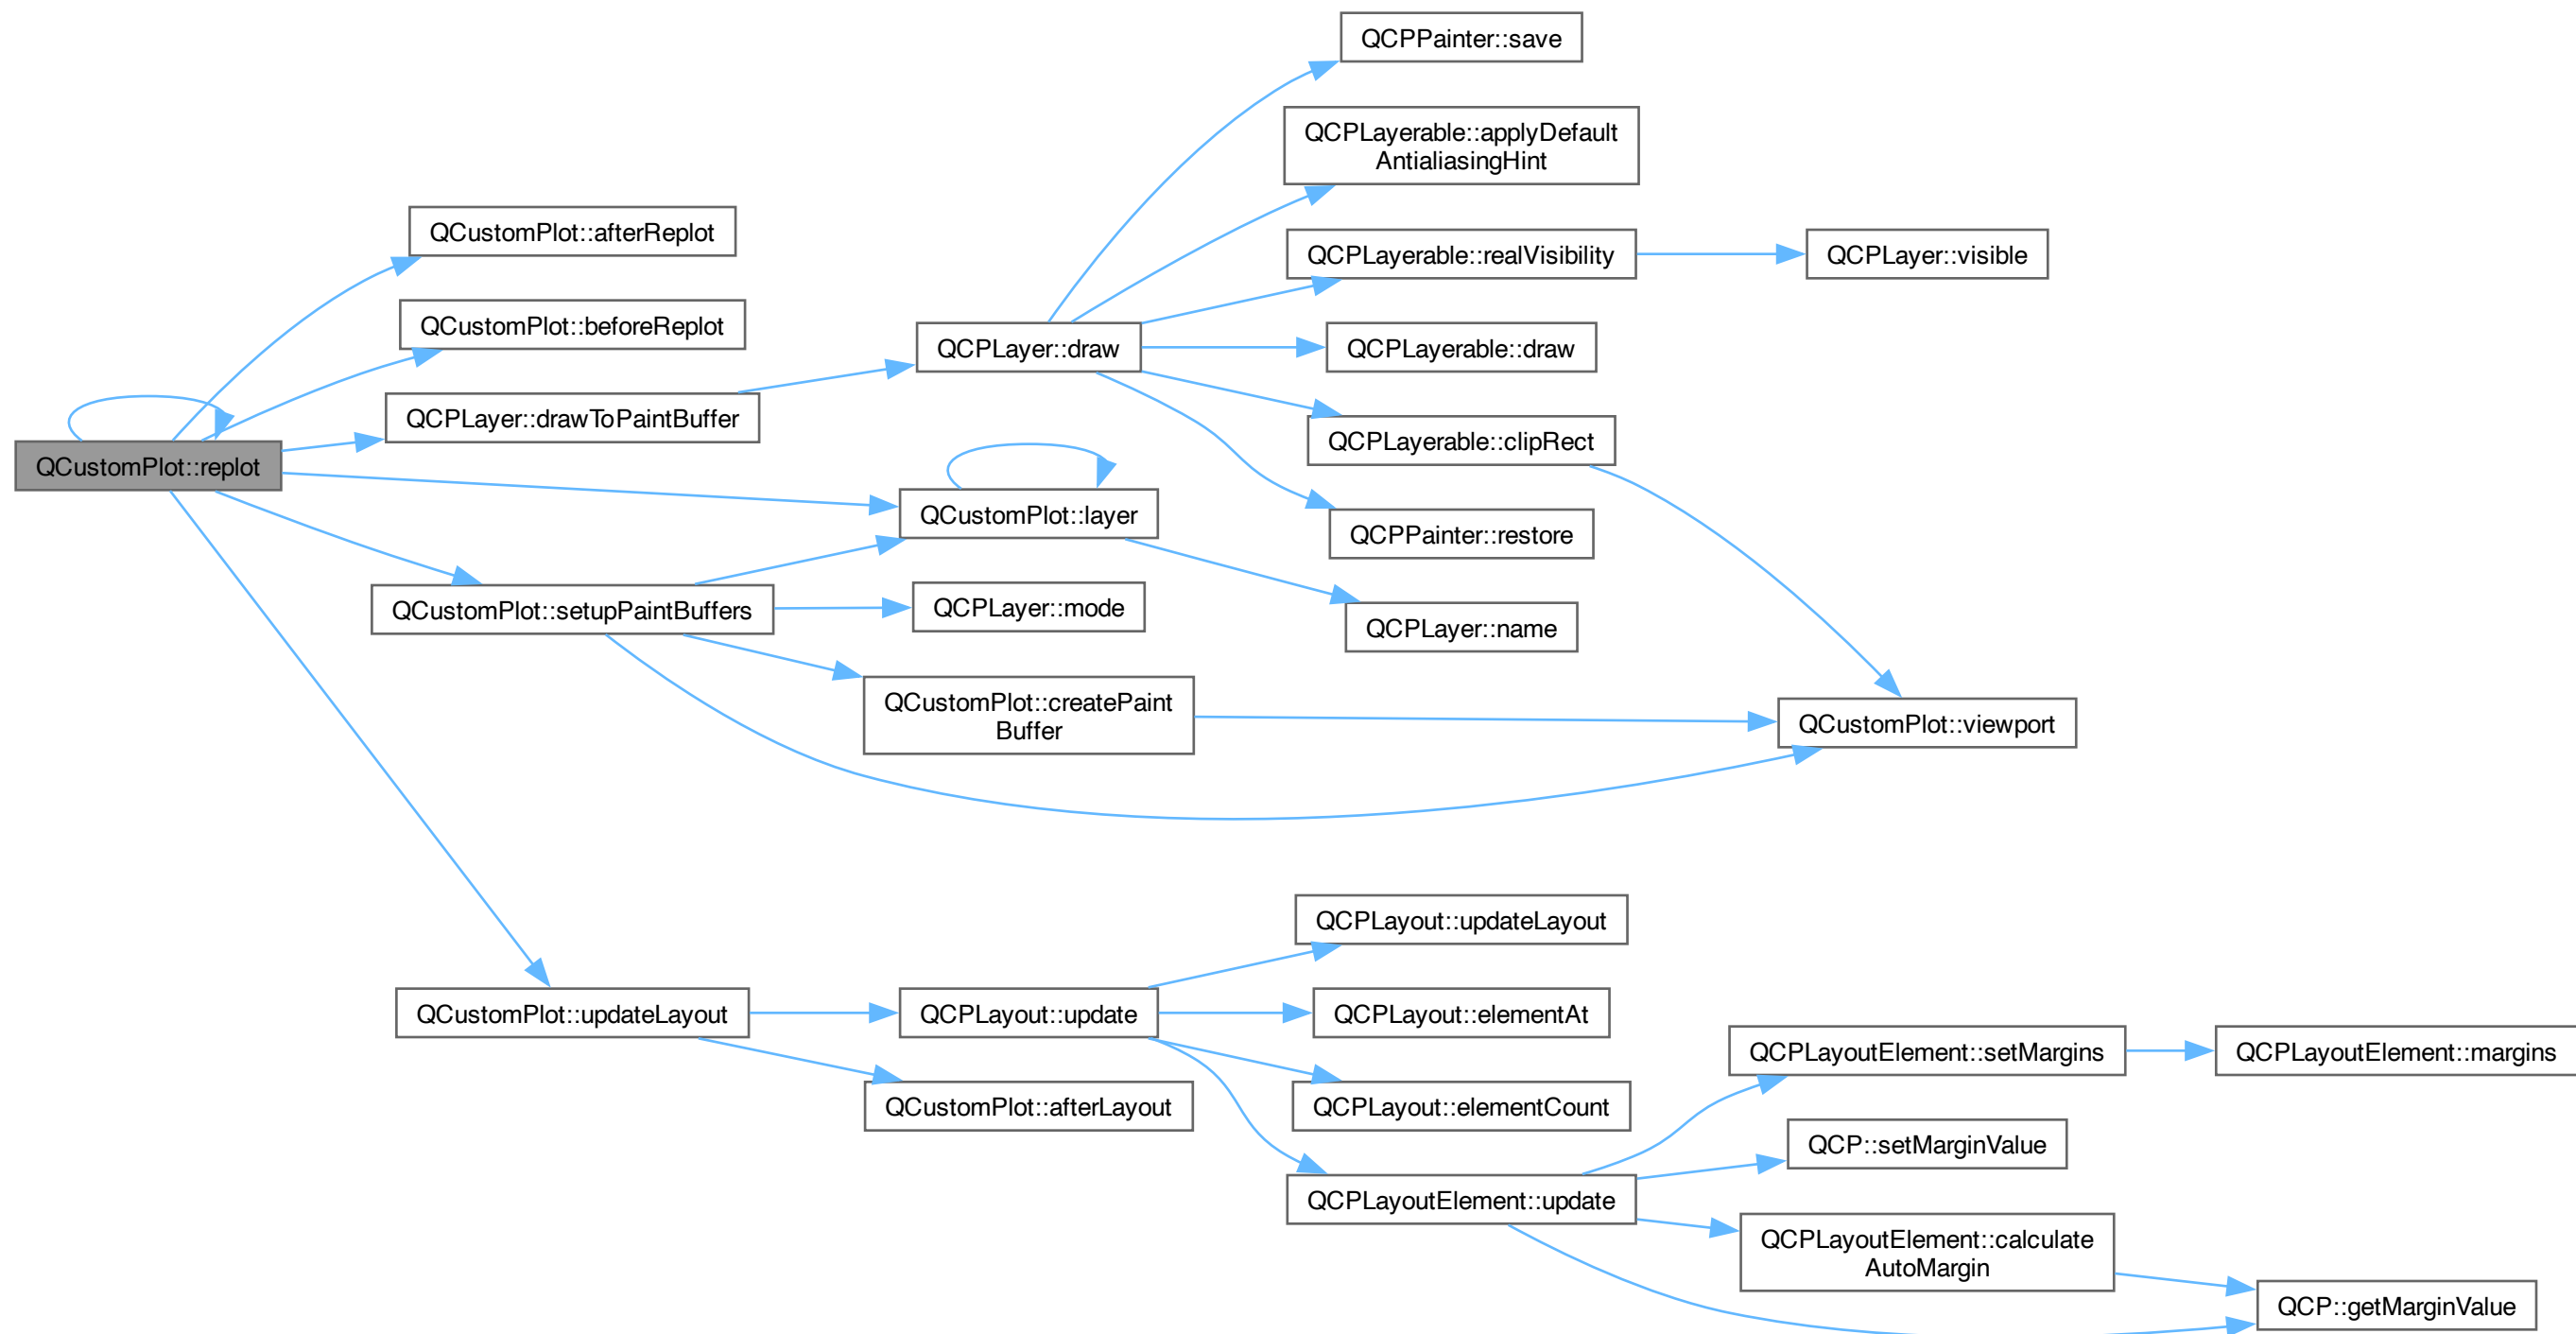 QCPPainter::save
QCPLayerable::applyDefault
AntialiasingHint
QCustomPlot::afterReplot
QCPLayerable::realVisibility
QCPLayer::visible
QCustomPlot::beforeReplot
QCPLayer::draw
QCPLayerable::draw
QCPLayer::drawToPaintBuffer
QCPLayerable::clipRect
QCustomPlot::replot
QCustomPlot::layer
QCPPainter::restore
QCustomPlot::setupPaintBuffers
QCPLayer::mode
QCPLayer::name
QCustomPlot::createPaint
Buffer
QCustomPlot::viewport
QCPLayout::updateLayout
QCustomPlot::updateLayout
QCPLayout::update
QCPLayout::elementAt
QCPLayoutElement::setMargins
QCPLayoutElement::margins
QCustomPlot::afterLayout
QCPLayout::elementCount
QCP::setMarginValue
QCPLayoutElement::update
QCPLayoutElement::calculate
AutoMargin
QCP::getMarginValue